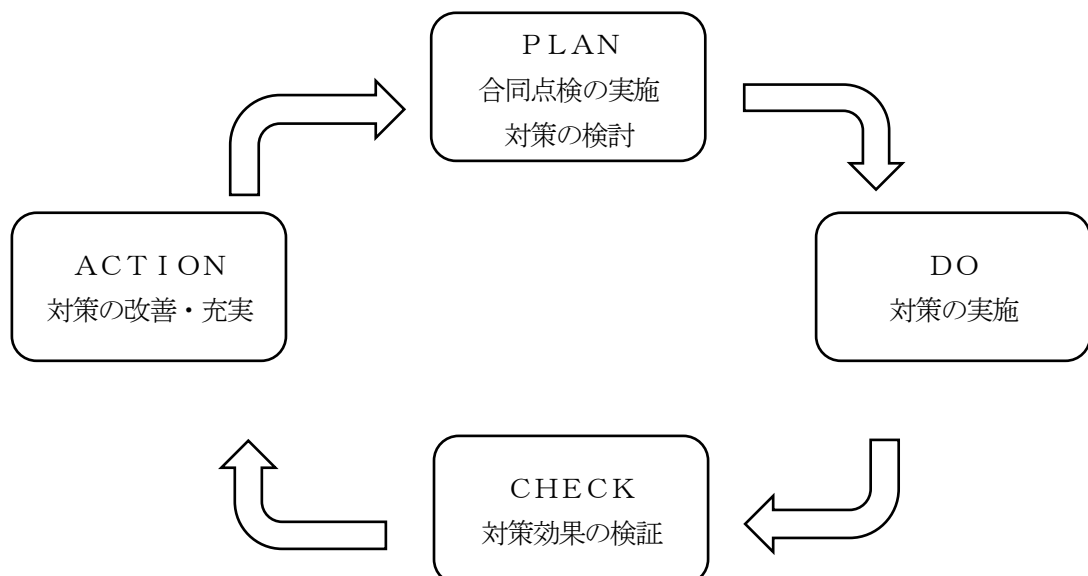 ＰＬＡＮ
合同点検の実施
対策の検討
ＡＣＴＩＯＮ
対策の改善・充実
ＤＯ
対策の実施
ＣＨＥＣＫ
対策効果の検証